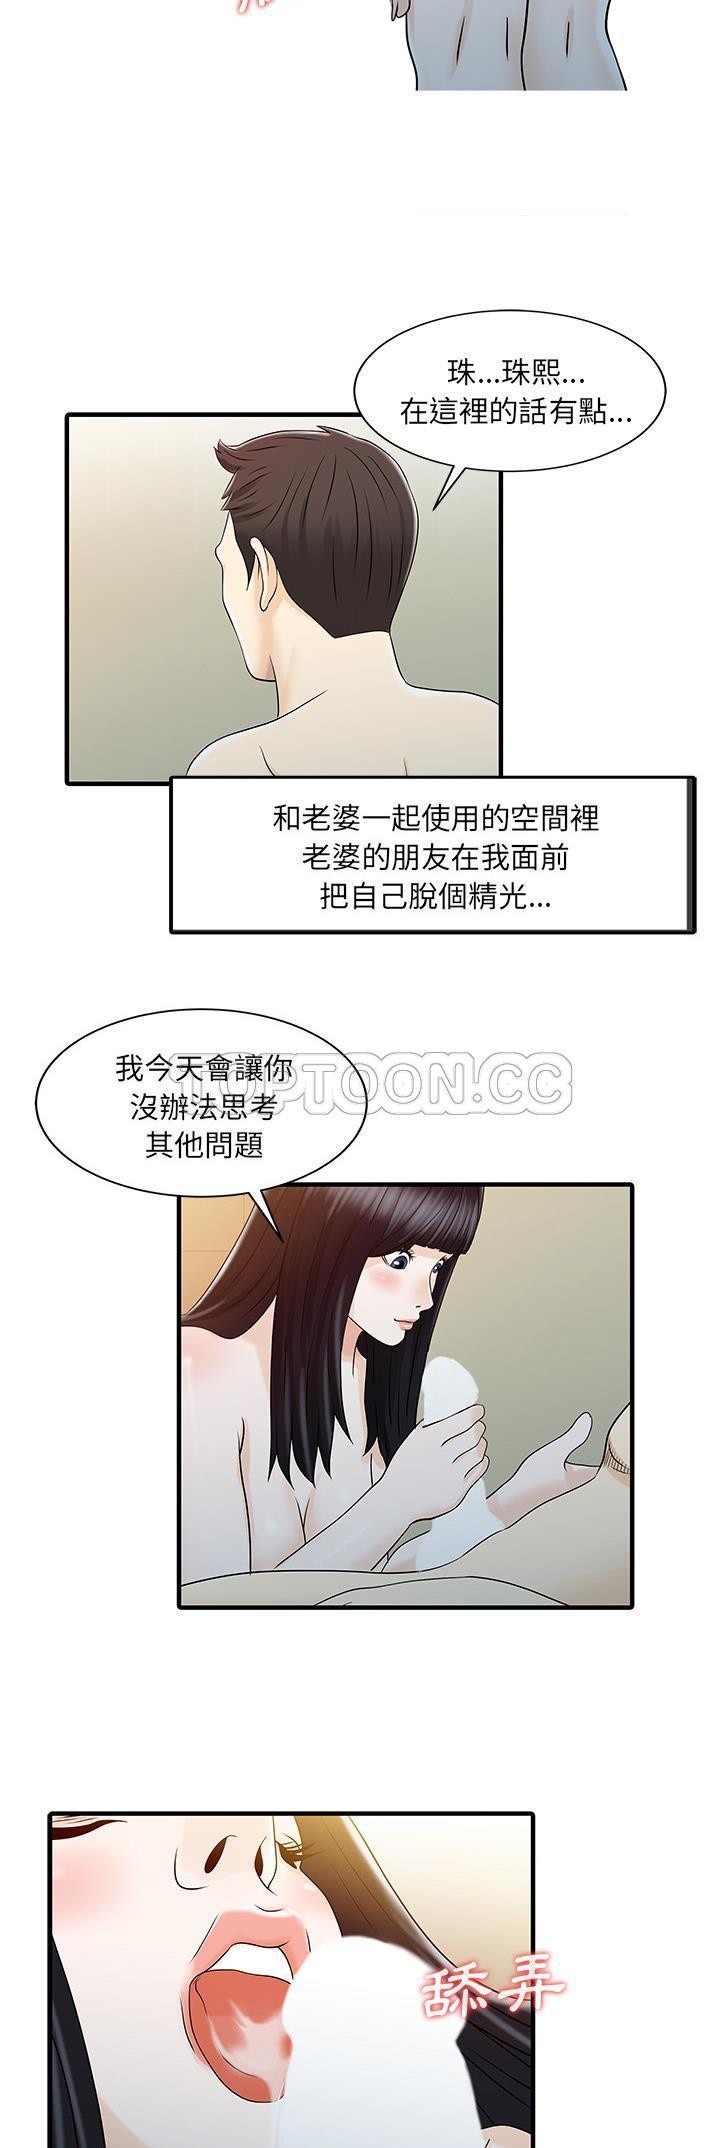 珠...珠熙...
在這裡的話有點...
和老婆一起使用的空間裡
老婆的朋友在我面前
把自己脫個精光...
我今天會讓你
沒辦法思考
其他問題
TOPTOON.CC
舔弄